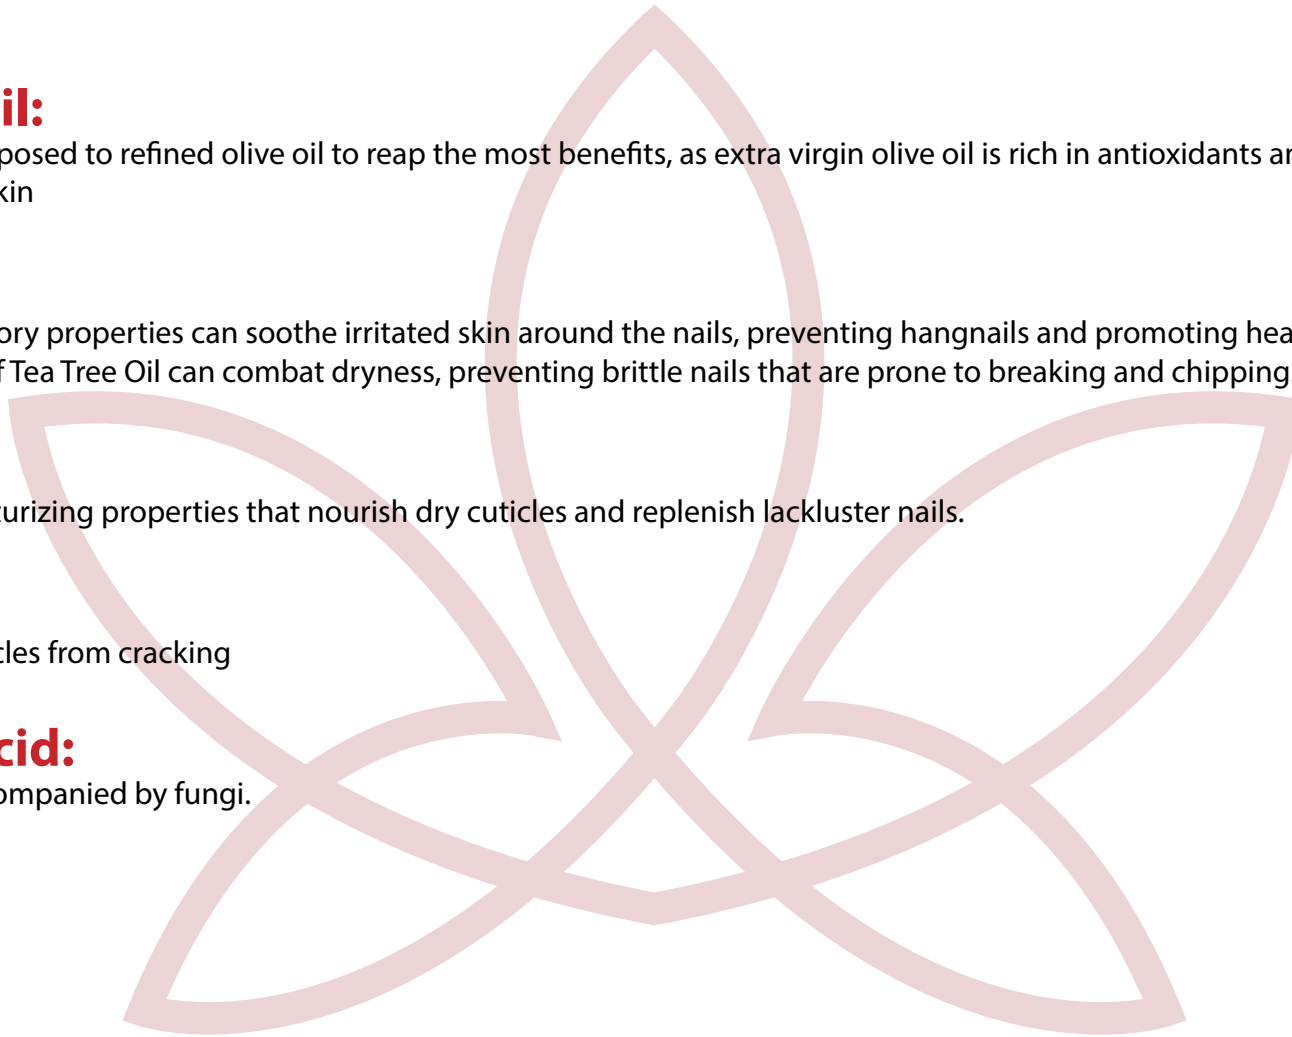 il:
posed to refined olive oil to reap the most benefits, as extra virgin olive oil is rich in antioxidants an
kin
ory properties can soothe irritated skin around the nails, preventing hangnails and promoting hea
f Tea Tree Oil can combat dryness, preventing brittle nails that are prone to breaking and chipping.
turizing properties that nourish dry cuticles and replenish lackluster nails.
cles from cracking
cid:
ompanied by fungi.